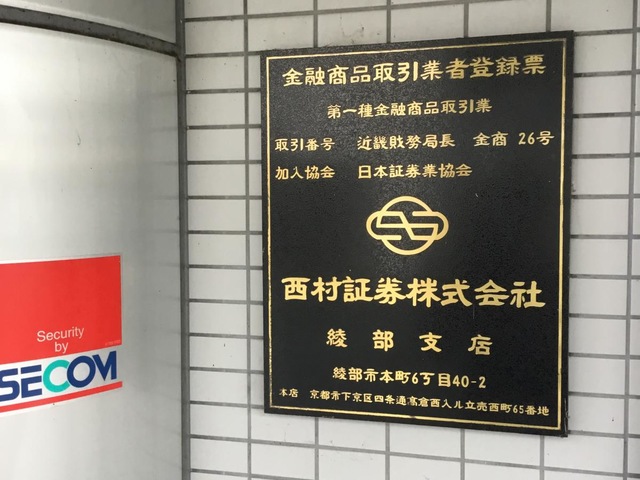 金融商品取引業者登録票
第一種金融商品取引業
取引番号 近畿財務局長 金商 26号
加入協会 日本証券業協会
西村証券株式会社
綾部支店
綾部市本町6丁目40-2
本店 京都市下京区四条通高倉西入ル立売西町65番地
Security
by
SECOM